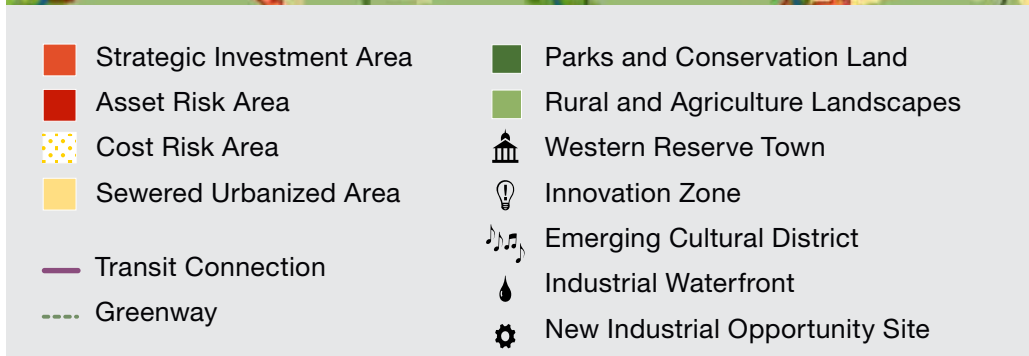 Strategic Investment Area
Asset Risk Area
Cost Risk Area
Sewered Urbanized Area
Transit Connection
Greenway
Parks and Conservation Land
Rural and Agriculture Landscapes
Western Reserve Town
Innovation Zone
Emerging Cultural District
Industrial Waterfront
New Industrial Opportunity Site